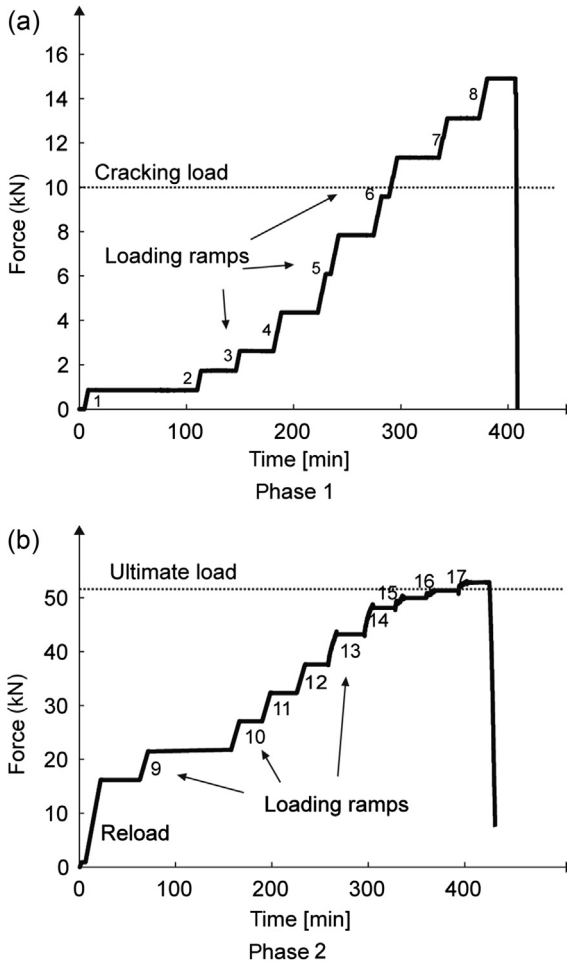 (a)
16
14
12
10
8
6
4
2
0
Force (kN)
Cracking load
Loading ramps
1
2
3
4
5
6
7
8
0 100 200 300 400
Time [min]
Phase 1
(b)
50
40
30
20
10
0
Force (kN)
Ultimate load
Loading ramps
Reload
9
10
11
12
13
14
15
16
17
0 100 200 300 400
Time [min]
Phase 2